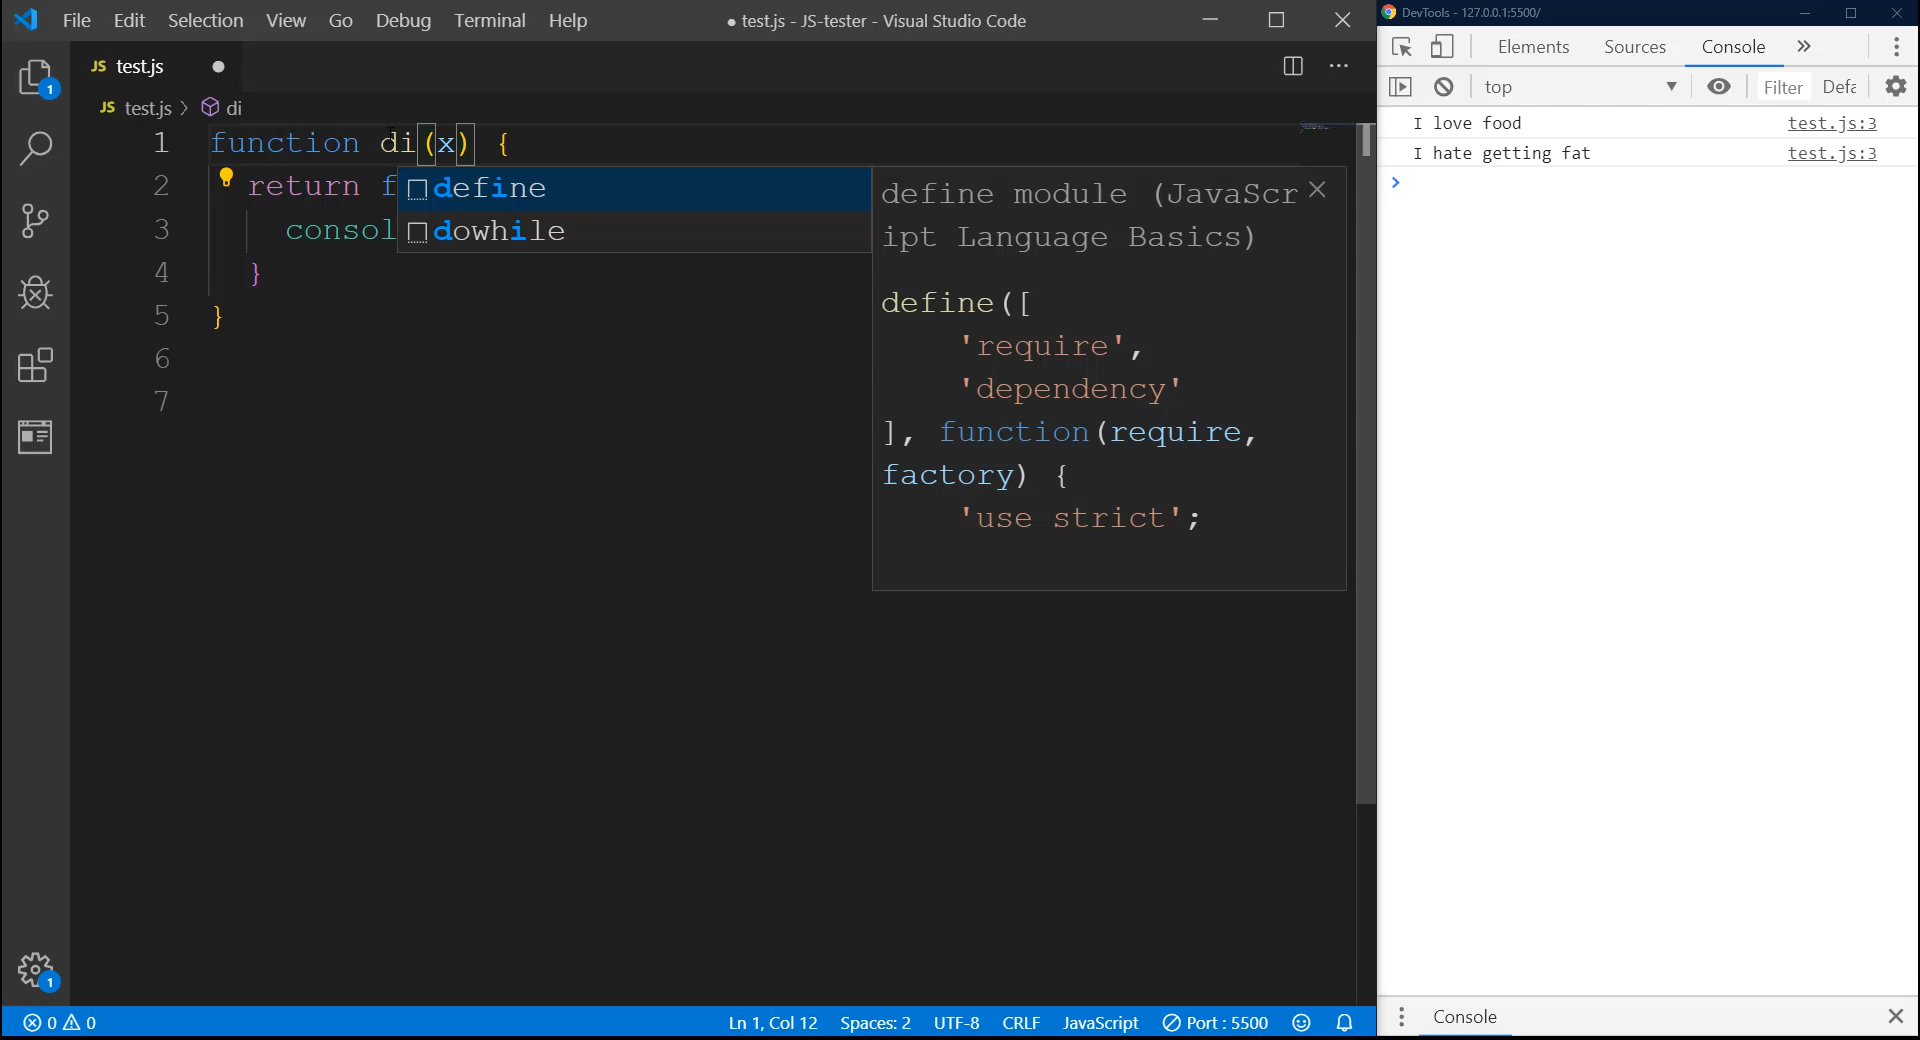 File Edit Selection View Go Debug Terminal Help ● test.js - JS-tester - Visual Studio Code
JS test.js ●
JS test.js > di
1 function di(x) {
2 return f
3 consol
4 }
5 }
6
7
define
dowhile
define module (JavaScr
ipt Language Basics)
define([
'require',
'dependency'
], function(require,
factory) {
'use strict';
1
1
0 0
Ln 1, Col 12 Spaces: 2 UTF-8 CRLF JavaScript Port : 5500
DevTools - 127.0.0.1:5500/
Elements Sources Console »
top Filter Defa
I love food test.js:3
I hate getting fat test.js:3
Console